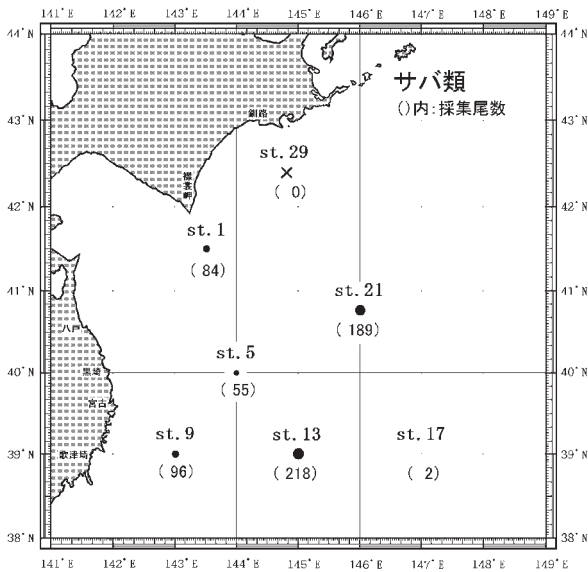 141°E 142°E 143°E 144°E 145°E 146°E 147°E 148°E 149°E
44°N 44°N
サバ類
()内:採集尾数
釧路
43°N 43°N
st.29
( 0)
襟裳岬
42°N 42°N
st.1
( 84)
41°N 41°N
st.21
( 189)
八戸
st.5
黒埼
40°N 40°N
( 55)
宮古
st.9 st.13 st.17
歌津埼
39°N 39°N
( 96) (218) ( 2)
38°N 38°N
141°E 142°E 143°E 144°E 145°E 146°E 147°E 148°E 149°E